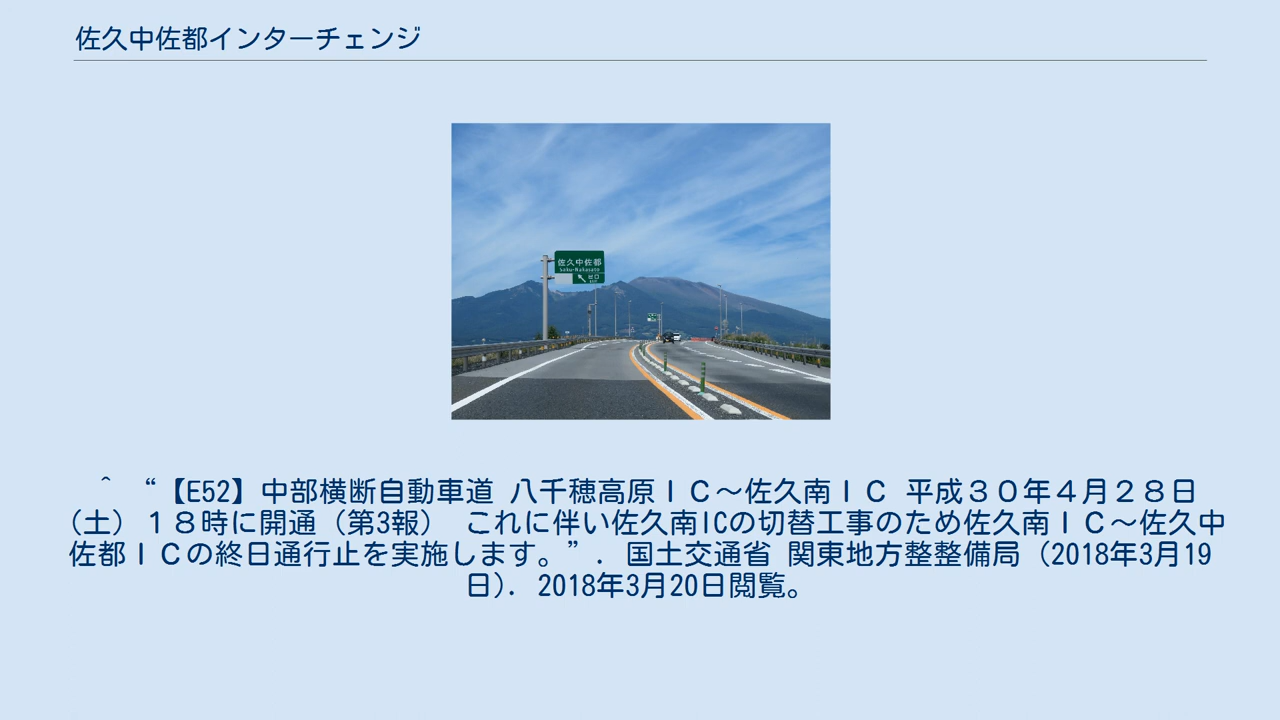 佐久中佐都インターチェンジ
佐久中佐都
Saku-Nakasato
出口
EXIT
^ “【E52】中部横断自動車道 八千穂高原ＩＣ～佐久南ＩＣ 平成３０年４月２８日
(土) １８時に開通（第3報） これに伴い佐久南ICの切替工事のため佐久南ＩＣ～佐久中
佐都ＩＣの終日通行止を実施します。”. 国土交通省 関東地方整整備局 (2018年3月19
日). 2018年3月20日閲覧。